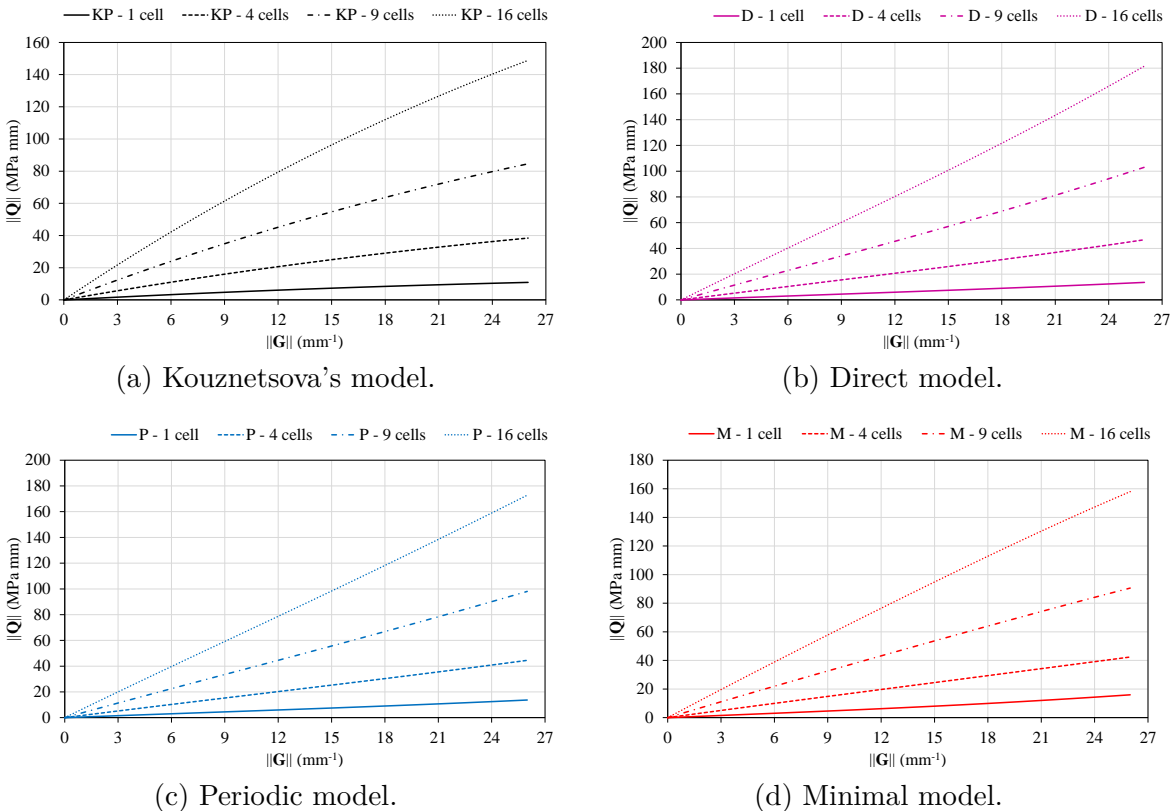 KP - 1 cell KP - 4 cells KP - 9 cells KP - 16 cells
160
140
120
100
80
60
40
20
0
||Q|| (MPa mm)
0 3 6 9 12 15 18 21 24 27
||G|| (mm-1)
(a) Kouznetsova's model.
D - 1 cell D - 4 cells D - 9 cells D - 16 cells
200
180
160
140
120
100
80
60
40
20
0
||Q|| (MPa mm)
0 3 6 9 12 15 18 21 24 27
||G|| (mm-1)
(b) Direct model.
P - 1 cell P - 4 cells P - 9 cells P - 16 cells
200
180
160
140
120
100
80
60
40
20
0
||Q|| (MPa mm)
0 3 6 9 12 15 18 21 24 27
||G|| (mm-1)
(c) Periodic model.
M - 1 cell M - 4 cells M - 9 cells M - 16 cells
180
160
140
120
100
80
60
40
20
0
||Q|| (MPa mm)
0 3 6 9 12 15 18 21 24 27
||G|| (mm-1)
(d) Minimal model.